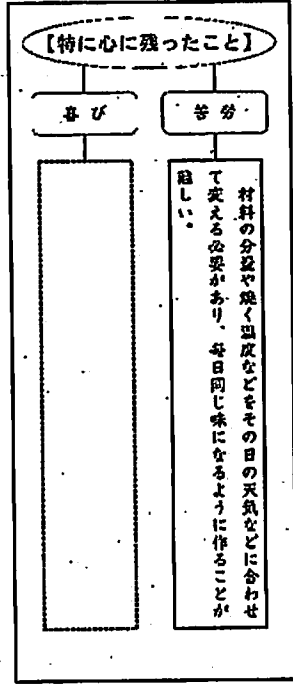 【特に心に残ったこと】
苦労
材料の分量や焼く温度などをその日の天気などに合わせ
て変える必要があり、毎日同じ味になるように作ることが
難しい。
喜び